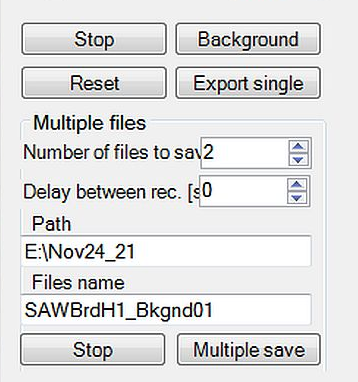 Stop Background
Reset Export single
Multiple files
Number of files to sav 2
Delay between rec. [s 0
Path
E:\Nov24_21
Files name
SAWBrdH1_Bkgnd01
Stop Multiple save